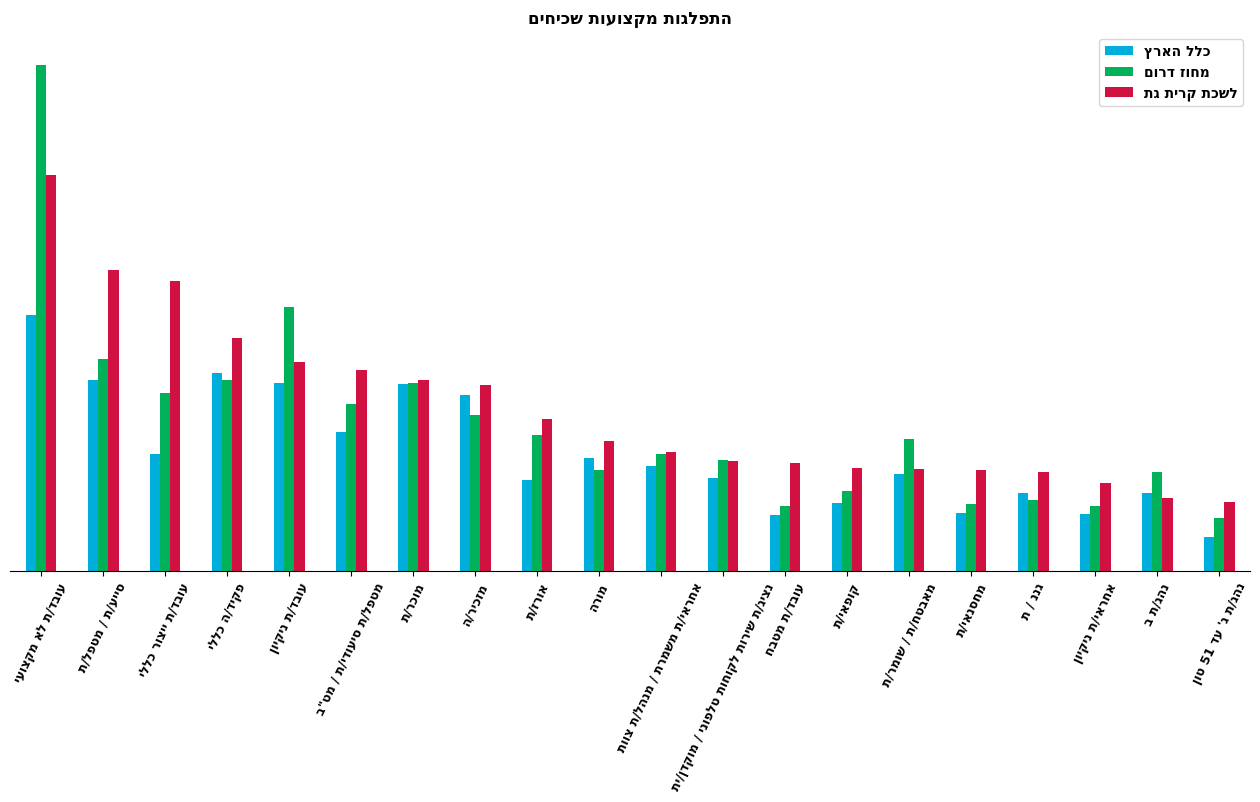 התפלגות מקצועות שכיחים
כלל הארץ
מחוז דרום
לשכת קרית גת
עובד/ת לא מקצועי
סייע/ת / מטפל/ת
עובד/ת ייצור כללי
פקיד/ה כללי
עובד/ת ניקיון
מטפל/ת סיעודי/ת / מט"ב
מוכר/ת
מזכיר/ה
אורז/ת
מורה
אחראי/ת משמרת / מנהל/ת צוות
נציג/ת שירות לקוחות טלפוני / מוקדן/ית
עובד/ת מטבח
קופאי/ת
מאבטח/ת / שומר/ת
מחסנאי/ת
גנן / ת
אחראי/ת ניקיון
נהג/ת ב
נהג/ת ג' עד 51 טון